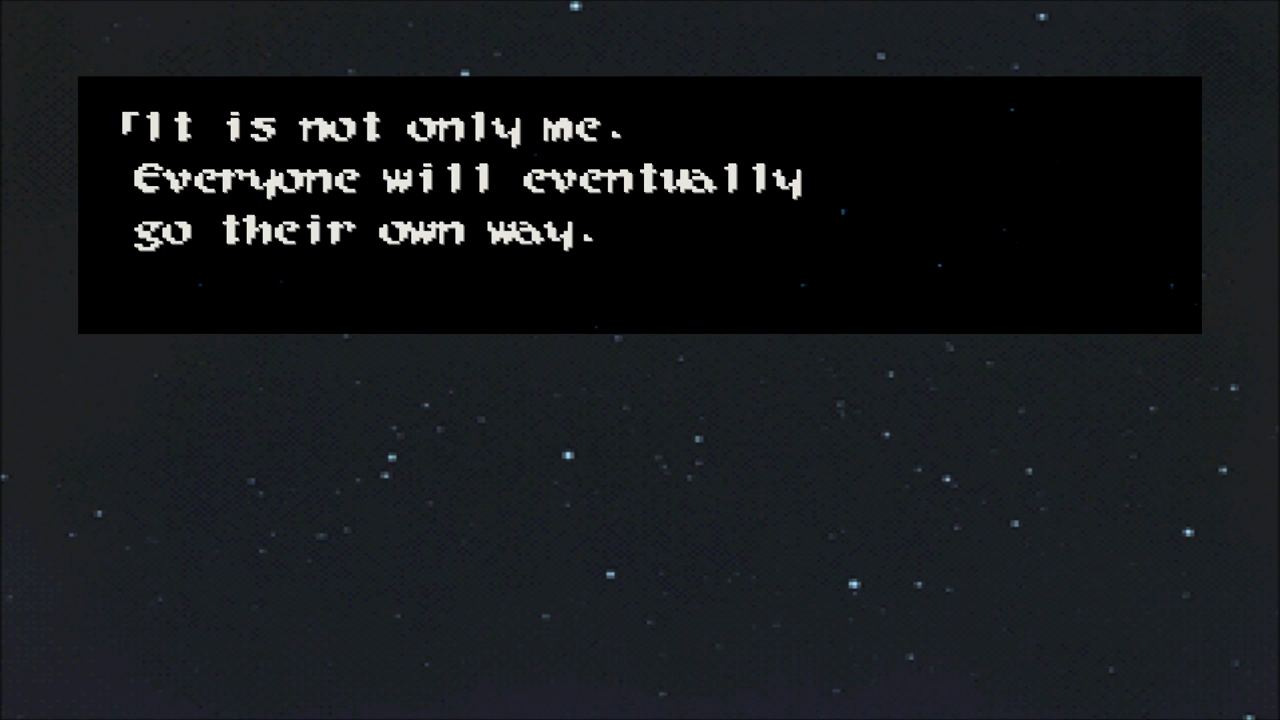 「It is not only me.
Everyone will eventually
go their own way.